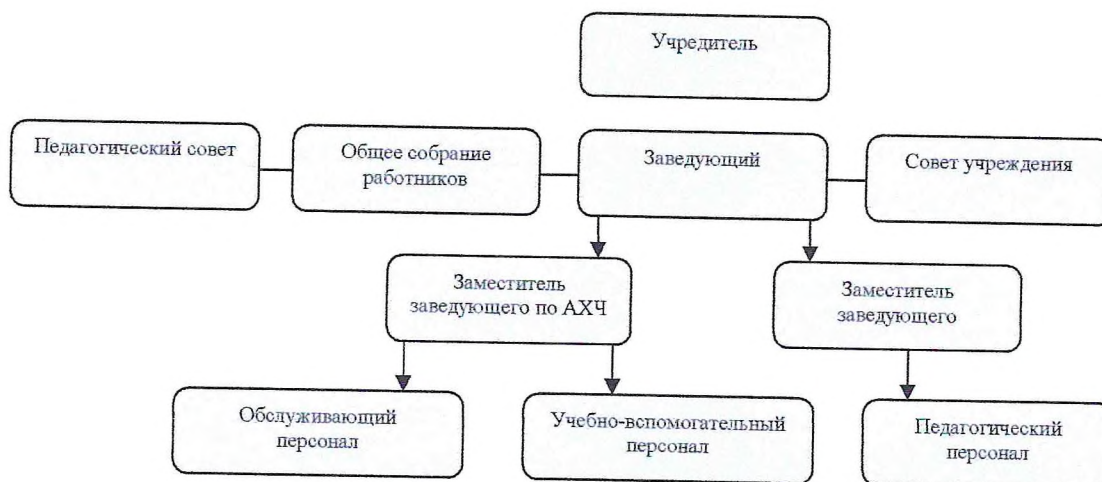 Учредитель
Педагогический совет
Общее собрание
работников
Заведующий
Совет учреждения
Заместитель
заведующего по АХЧ
Заместитель
заведующего
Обслуживающий
персонал
Учебно-вспомогательный
персонал
Педагогический
персонал